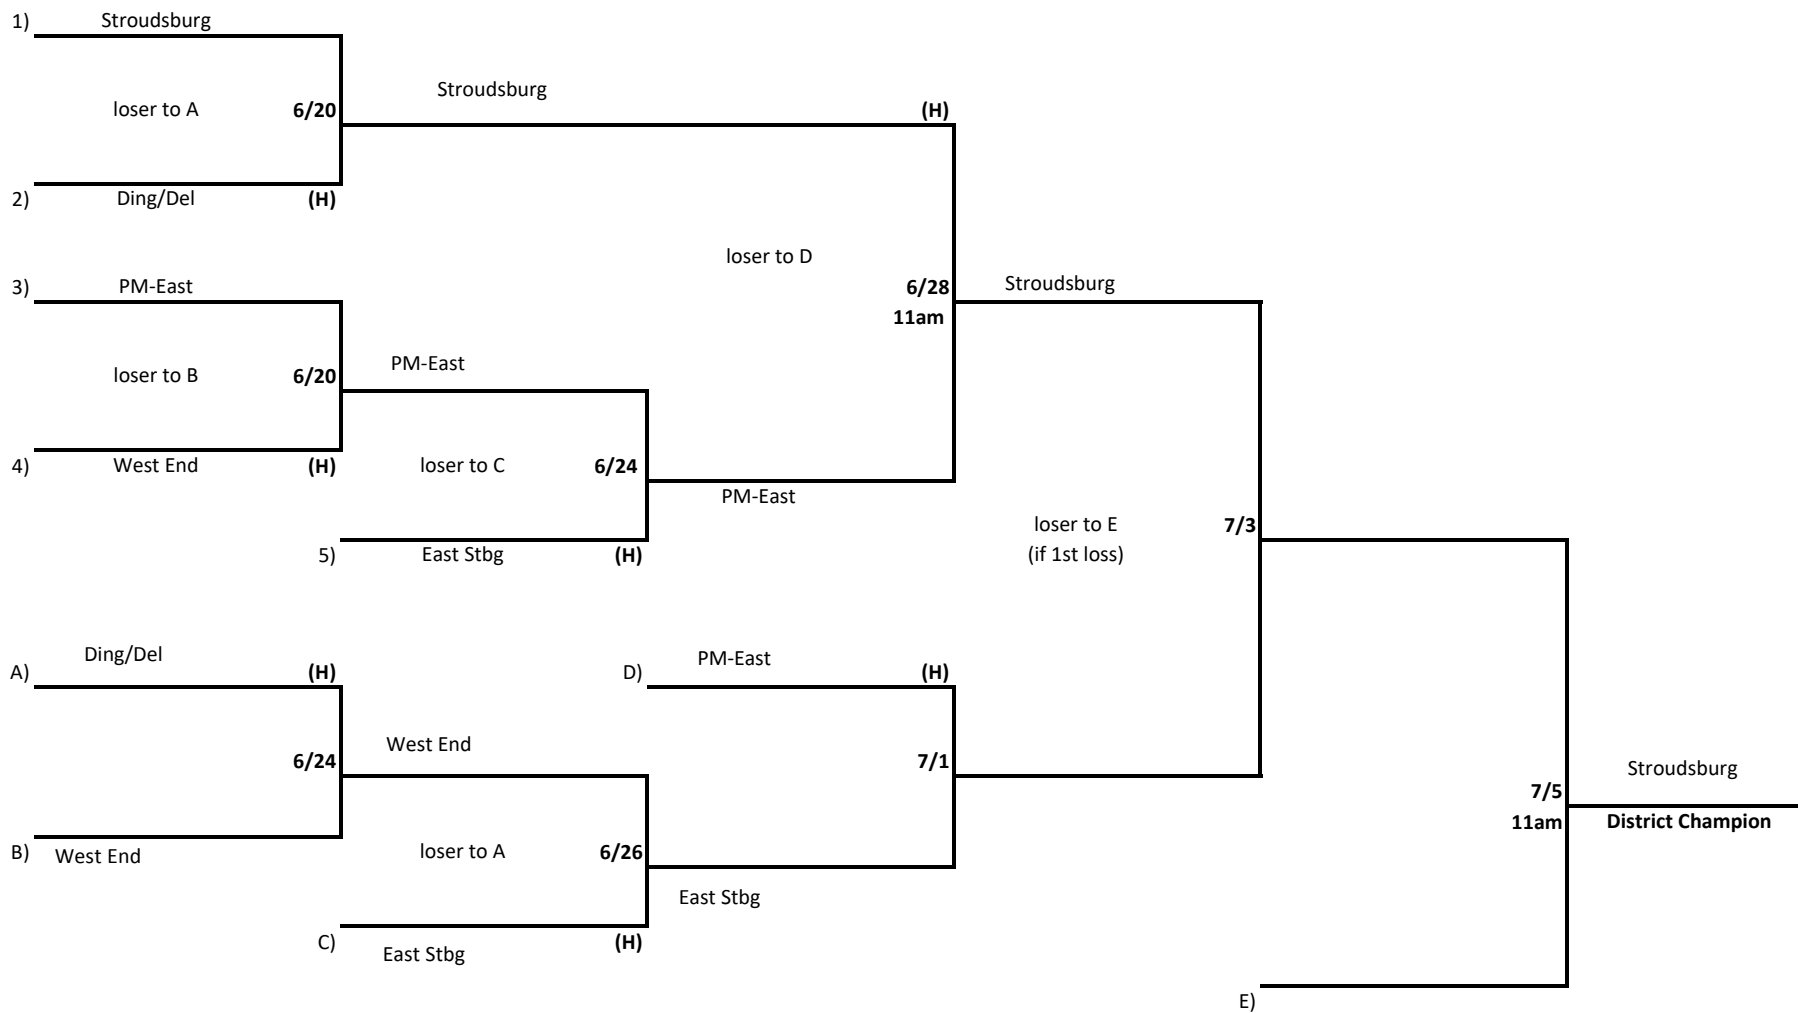 1) Stroudsburg
loser to A 6/20
2) Ding/Del (H)
Stroudsburg (H)
3) PM-East
loser to B 6/20
4) West End (H)
PM-East
loser to C 6/24
5) East Stbg (H)
loser to D
6/28
11am
PM-East
Stroudsburg
loser to E 7/3
(if 1st loss)
A) Ding/Del (H)
6/24
B) West End
West End
loser to A 6/26
C) East Stbg (H)
D) PM-East (H)
7/1
East Stbg
7/5
11am
E)
Stroudsburg
District Champion